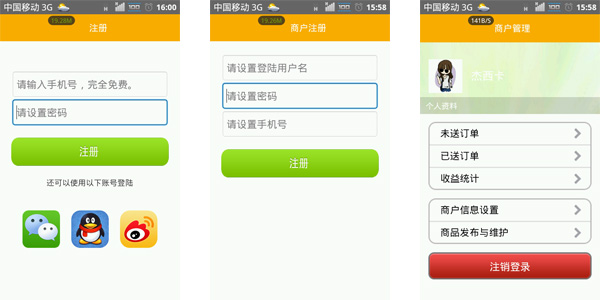 中国移动 3G
H
16:00
19.28M
注册
请输入手机号，完全免费。
请设置密码
注册
还可以使用以下账号登陆
中国移动 3G
H
15:58
19.26M
商户注册
请设置登陆用户名
请设置密码
请设置手机号
注册
中国移动 3G
H
15:58
141B/S
商户管理
杰西卡
个人资料
未送订单
已送订单
收益统计
商户信息设置
商品发布与维护
注销登录